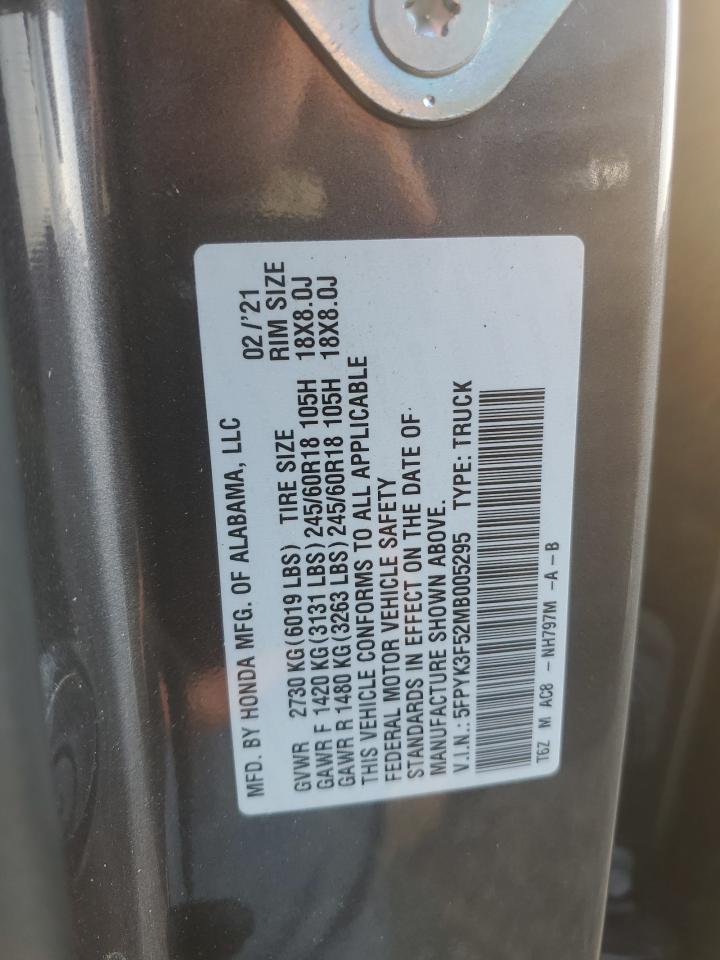 MFD. BY HONDA MFG. OF ALABAMA, LLC 02/'21
GVWR 2730 KG(6019 LBS) TIRE SIZE RIM SIZE
GAWR F 1420 KG(3131 LBS) 245/60R18 105H 18X8.0J
GAWR R 1480 KG(3263 LBS) 245/60R18 105H 18X8.0J
THIS VEHICLE CONFORMS TO ALL APPLICABLE
FEDERAL MOTOR VEHICLE SAFETY
STANDARDS IN EFFECT ON THE DATE OF
MANUFACTURE SHOWN ABOVE.
V.I.N.: 5FPYK3F52MB005295 TYPE: TRUCK
T6Z M AC8 - NH797M -A-B